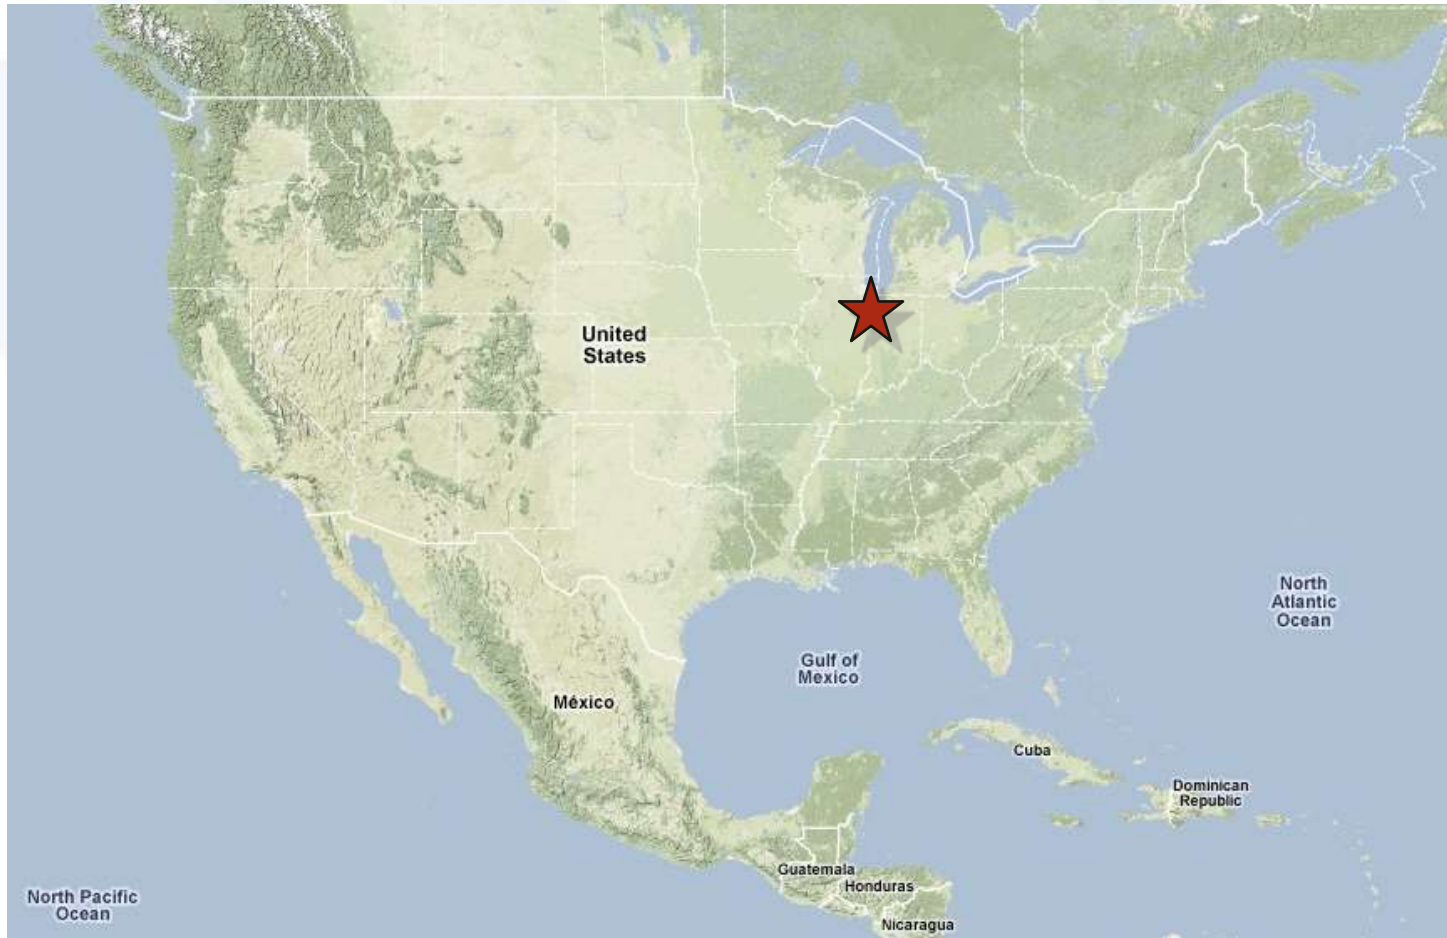 United
States
North
Atlantic
Ocean
Gulf of
Mexico
México
Cuba
Dominican
Republic
Guatemala
Honduras
North Pacific
Ocean
Nicaragua